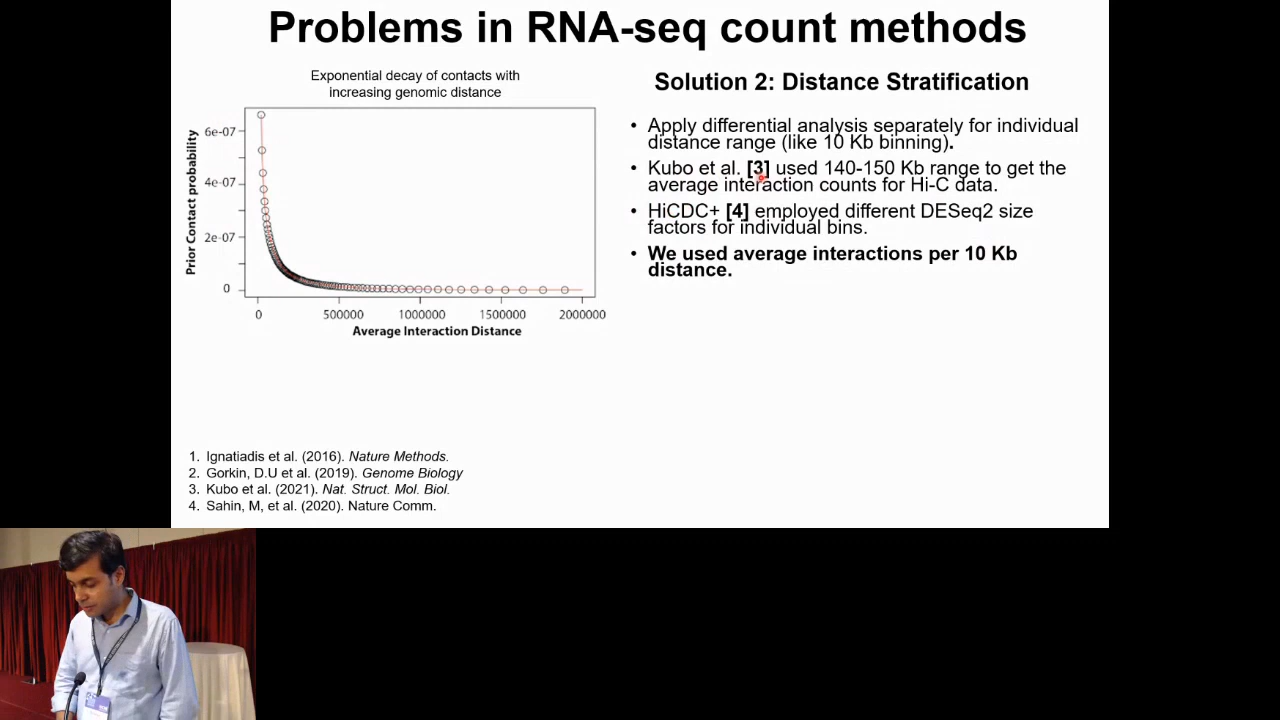 Problems in RNA-seq count methods
Exponential decay of contacts with
increasing genomic distance
Prior Contact probability
6e-07
4e-07
2e-07
0
0
500000
1000000
1500000
2000000
Average Interaction Distance
Solution 2: Distance Stratification
• Apply differential analysis separately for individual
distance range (like 10 Kb binning).
• Kubo et al. [3] used 140-150 Kb range to get the
average interaction counts for Hi-C data.
• HiCDC+ [4] employed different DESeq2 size
factors for individual bins.
• We used average interactions per 10 Kb
distance.
1. Ignatiadis et al. (2016). Nature Methods.
2. Gorkin, D.U et al. (2019). Genome Biology
3. Kubo et al. (2021). Nat. Struct. Mol. Biol.
4. Sahin, M, et al. (2020). Nature Comm.